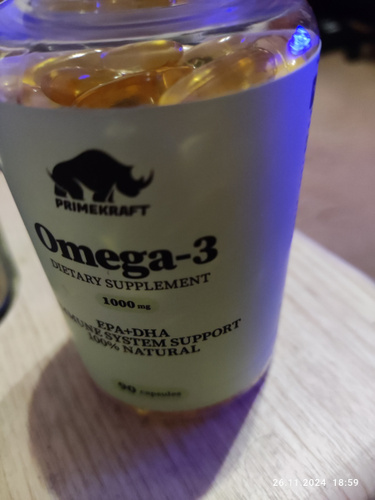 PRIMEKRAFT
Omega-3
DIETARY SUPPLEMENT
1000 mg
EPA+DHA
SYSTEM SUPPORT
100% NATURAL
90 capsules
26.11.2024 18:59